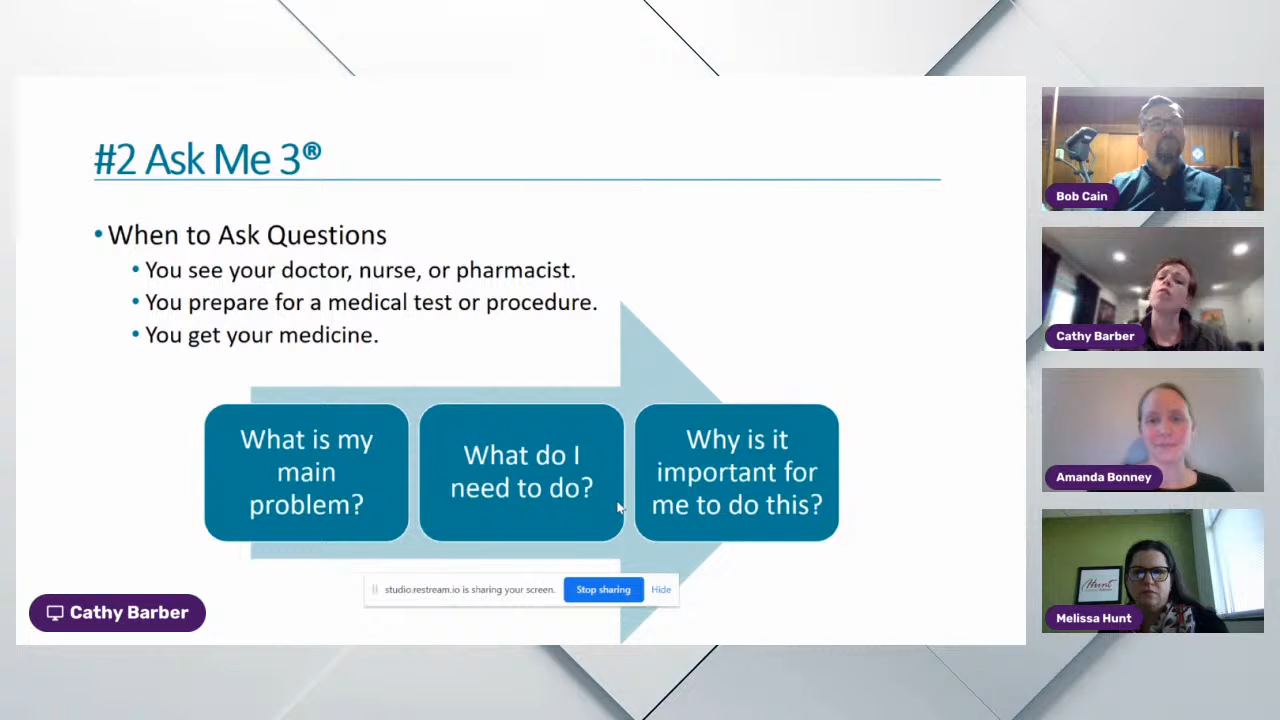 #2 Ask Me 3®
• When to Ask Questions
• You see your doctor, nurse, or pharmacist.
• You prepare for a medical test or procedure.
• You get your medicine.
What is my
main
problem?
What do I
need to do?
Why is it
important for
me to do this?
studio.restream.io is sharing your screen.
Stop sharing
Hide
Cathy Barber
Bob Cain
Cathy Barber
Amanda Bonney
Hunt
Melissa Hunt